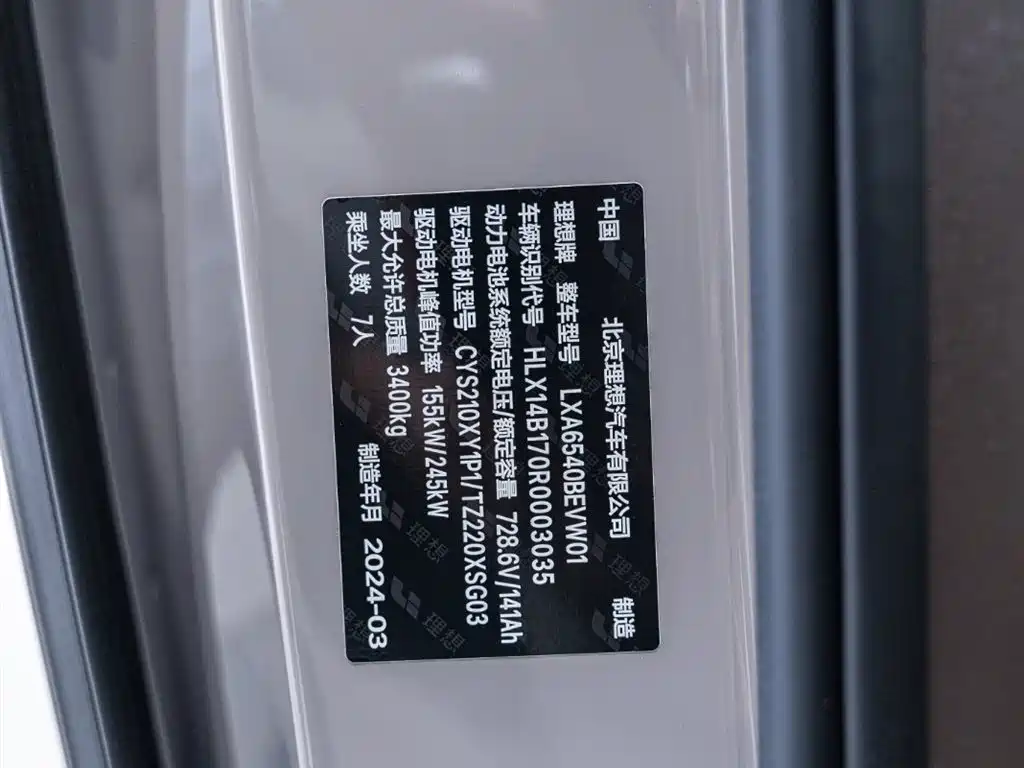 中国 北京理想汽车有限公司 制造
理想牌 整车型号 LXA6540BEVW01
车辆识别代号 HLX14B170R0003035
动力电池系统额定电压/额定容量 728.6V/141Ah
驱动电机型号 CYS210XY1P1/TZ220XSG03
驱动电机峰值功率 155kW/245kW
最大允许总质量 3400kg 制造年月 2024-03
乘坐人数 7人